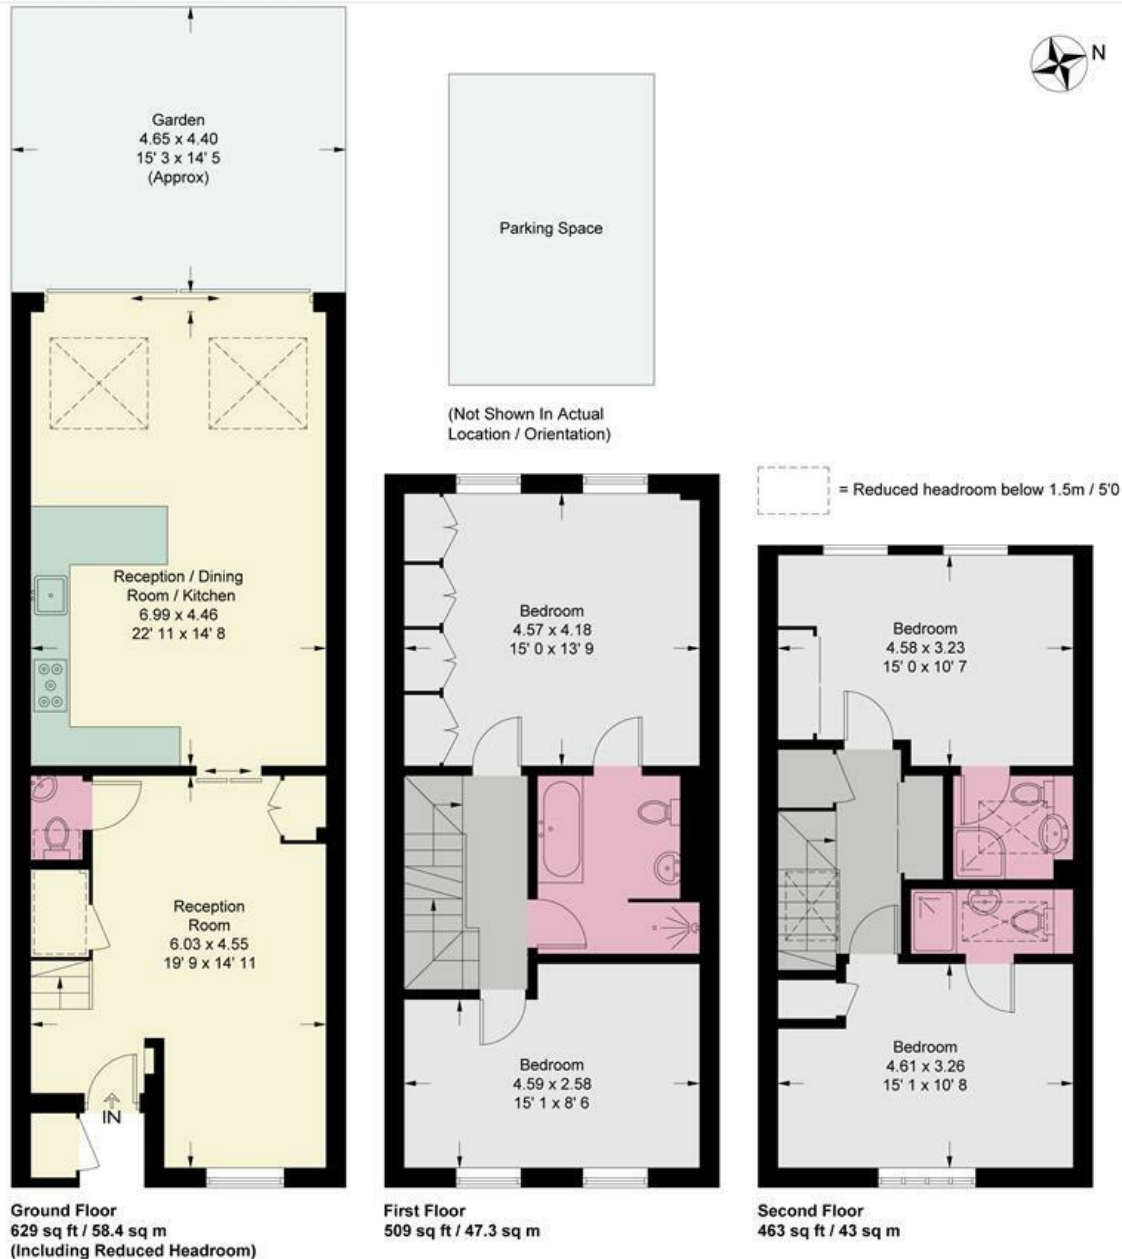 N
Garden
4.65 x 4.40
15' 3 x 14' 5
(Approx)
Parking Space
(Not Shown In Actual
Location / Orientation)
= Reduced headroom below 1.5m / 5'0
Reception / Dining
Room / Kitchen
6.99 x 4.46
22' 11 x 14' 8
Reception
Room
6.03 x 4.55
19' 9 x 14' 11
IN
Ground Floor
629 sq ft / 58.4 sq m
(Including Reduced Headroom)
Bedroom
4.57 x 4.18
15' 0 x 13' 9
Bedroom
4.59 x 2.58
15' 1 x 8' 6
First Floor
509 sq ft / 47.3 sq m
Bedroom
4.58 x 3.23
15' 0 x 10' 7
Bedroom
4.61 x 3.26
15' 1 x 10' 8
Second Floor
463 sq ft / 43 sq m